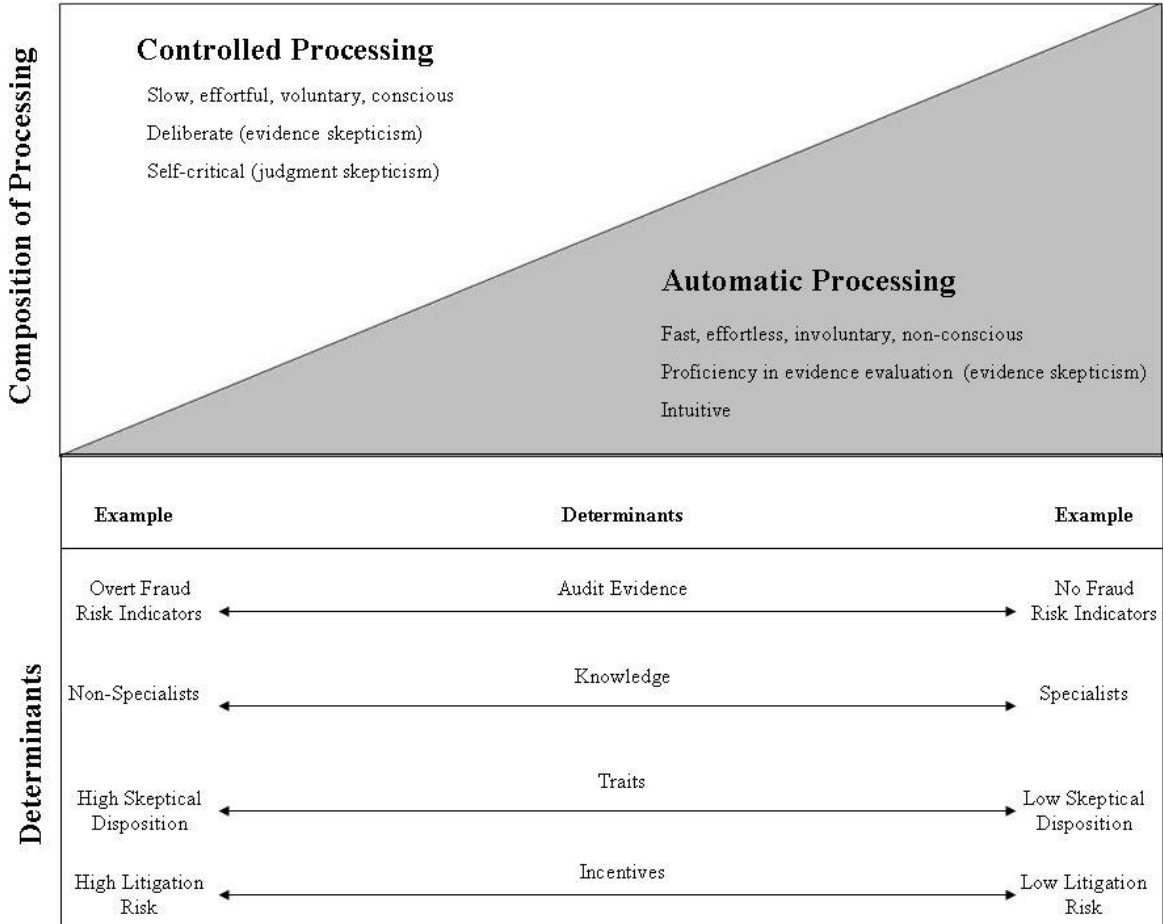 Composition of Processing
Controlled Processing
Slow, effortful, voluntary, conscious
Deliberate (evidence skepticism)
Self-critical (judgment skepticism)
Automatic Processing
Fast, effortless, involuntary, non-conscious
Proficiency in evidence evaluation (evidence skepticism)
Intuitive
Determinants
Example Determinants Example
Overt Fraud
Risk Indicators
Audit Evidence
No Fraud
Risk Indicators
Non-Specialists
Knowledge
Specialists
High Skeptical
Disposition
Traits
Low Skeptical
Disposition
High Litigation
Risk
Incentives
Low Litigation
Risk